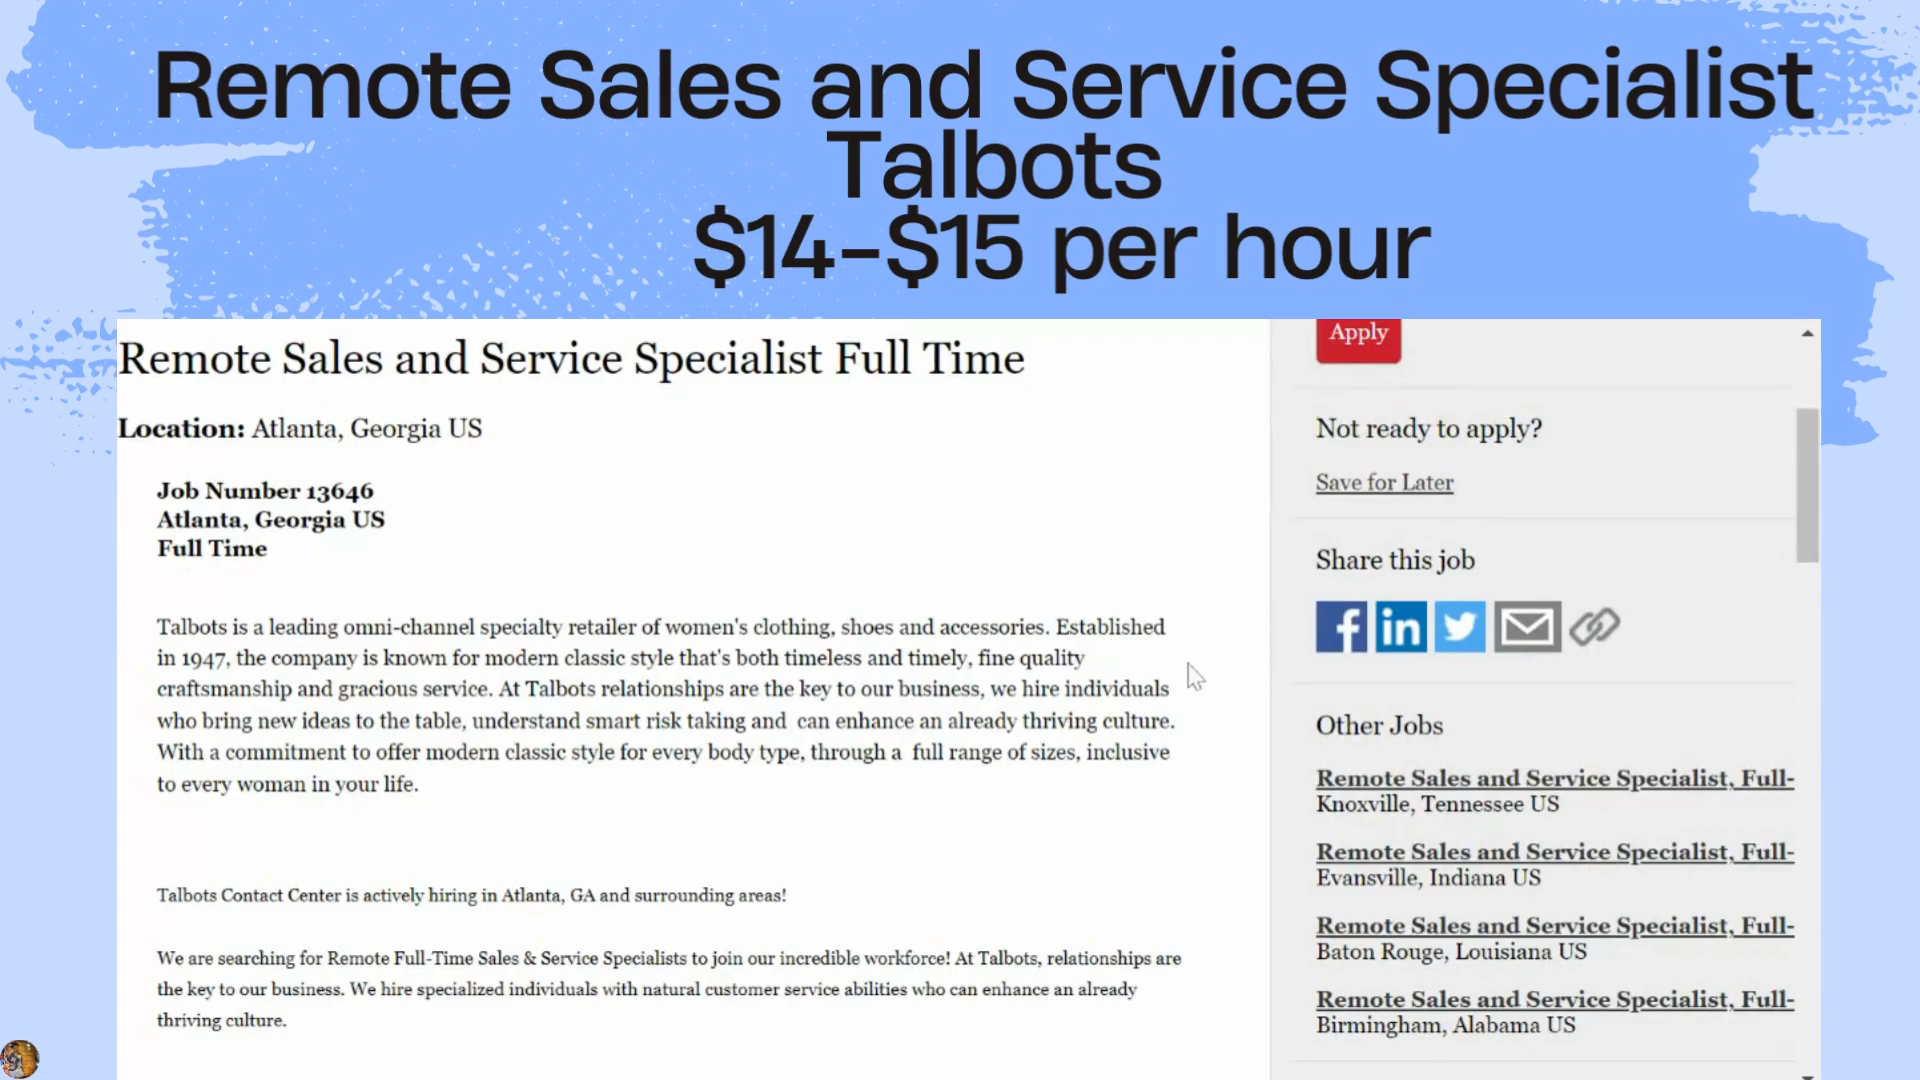 Remote Sales and Service Specialist
Talbots
$14-$15 per hour
Remote Sales and Service Specialist Full Time
Location: Atlanta, Georgia US
Job Number 13646
Atlanta, Georgia US
Full Time
Talbots is a leading omni-channel specialty retailer of women's clothing, shoes and accessories. Established
in 1947, the company is known for modern classic style that's both timeless and timely, fine quality
craftsmanship and gracious service. At Talbots relationships are the key to our business, we hire individuals
who bring new ideas to the table, understand smart risk taking and  can enhance an already thriving culture.
With a commitment to offer modern classic style for every body type, through a  full range of sizes, inclusive
to every woman in your life.
Talbots Contact Center is actively hiring in Atlanta, GA and surrounding areas!
We are searching for Remote Full-Time Sales & Service Specialists to join our incredible workforce! At Talbots, relationships are
the key to our business. We hire specialized individuals with natural customer service abilities who can enhance an already
thriving culture.
Apply
Not ready to apply?
Save for Later
Share this job
Other Jobs
Remote Sales and Service Specialist, Full-
Knoxville, Tennessee US
Remote Sales and Service Specialist, Full-
Evansville, Indiana US
Remote Sales and Service Specialist, Full-
Baton Rouge, Louisiana US
Remote Sales and Service Specialist, Full-
Birmingham, Alabama US